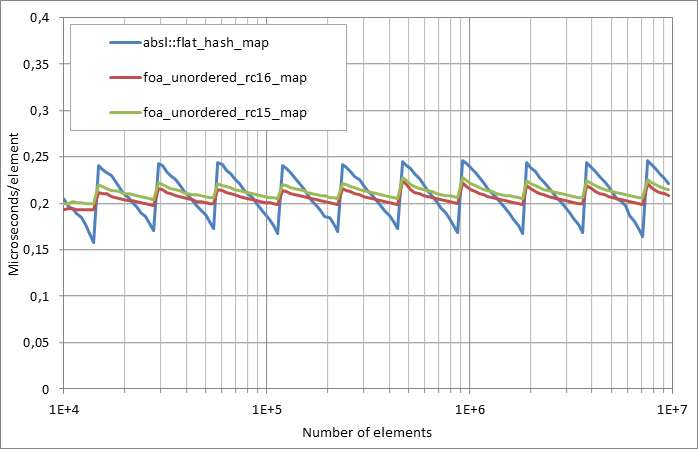 0,4
0,35
0,3
0,25
0,2
0,15
0,1
0,05
0
Microseconds/element
absl::flat_hash_map
foa_unordered_rc16_map
foa_unordered_rc15_map
1E+4
1E+5
1E+6
1E+7
Number of elements